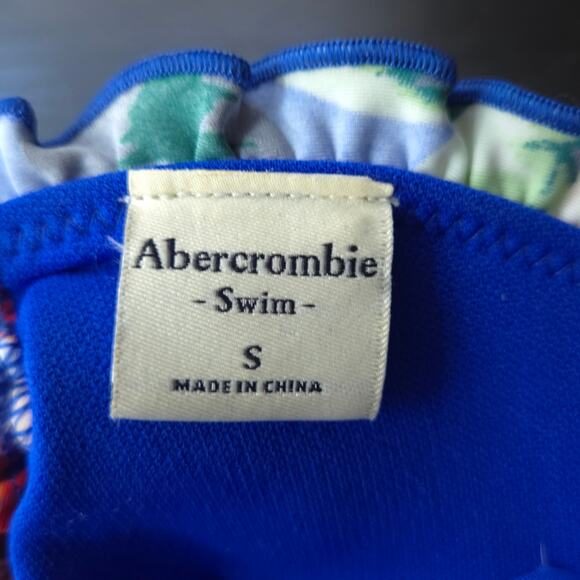 Abercrombie
- Swim -
S
MADE IN CHINA